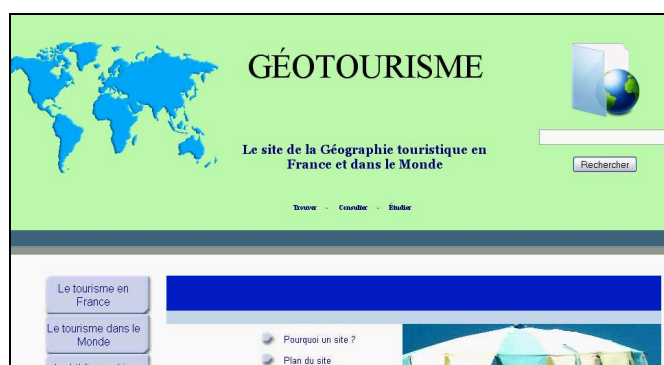 GÉOTOURISME
Le site de la Géographie touristique en
France et dans le Monde
Rechercher
Trouver - Consulter - Étudier
Le tourisme en
France
Le tourisme dans le
Monde
Pourquoi un site ?
Plan du site